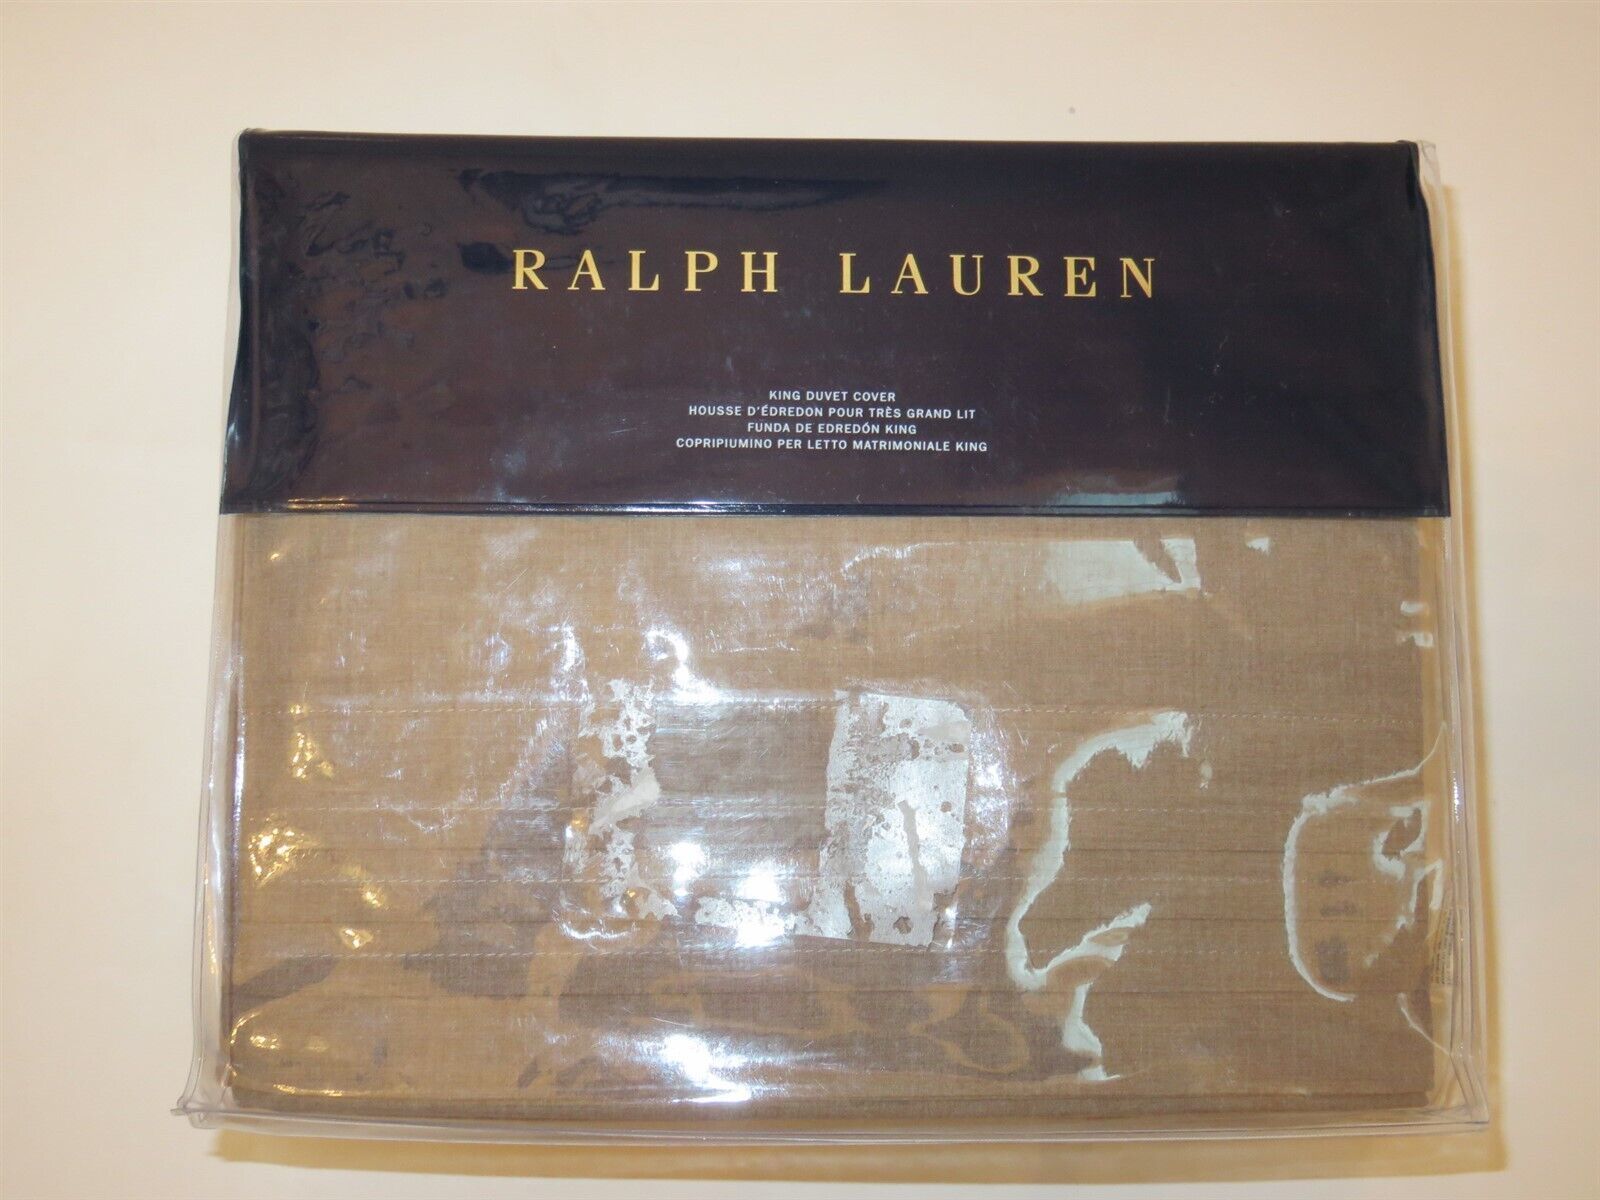 RALPH LAUREN
KING DUVET COVER
HOUSSE D'ÉDREDON POUR TRÈS GRAND LIT
FUNDA DE EDREDÓN KING
COPRIPIUMINO PER LETTO MATRIMONIALE KING